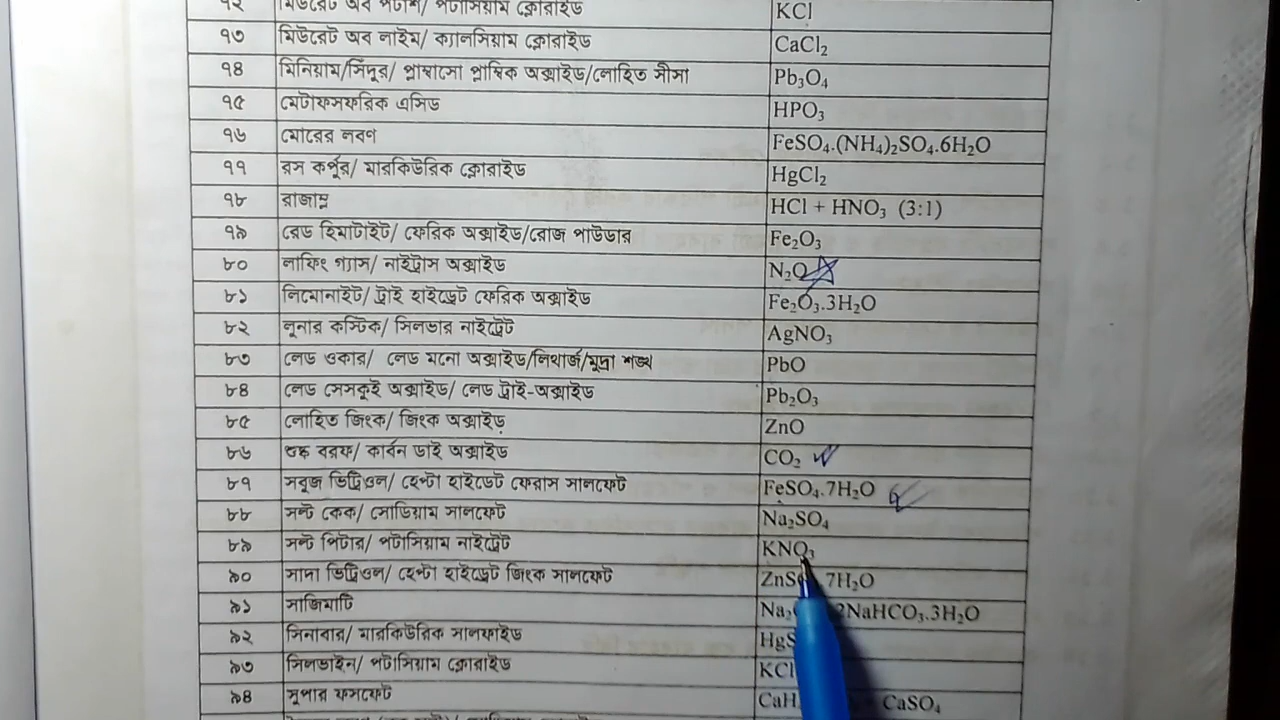 ৭২ মিউরেট অব পটাশ/ পটাসিয়াম ক্লোরাইড KCl
৭৩ মিউরেট অব লাইম/ ক্যালসিয়াম ক্লোরাইড CaCl₂
৭৪ মিনিয়াম/সিঁদুর/ প্লাম্বাসো প্লাম্বিক অক্সাইড/লোহিত সীসা Pb₃O₄
৭৫ মেটাফসফরিক এসিড HPO₃
৭৬ মোরের লবণ FeSO₄.(NH₄)₂SO₄.6H₂O
৭৭ রস কর্পূর/ মারকিউরিক ক্লোরাইড HgCl₂
৭৮ রাজাম্ল HCl + HNO₃ (3:1)
৭৯ রেড হিমাটাইট/ ফেরিক অক্সাইড/রোজ পাউডার Fe₂O₃
৮০ লাফিং গ্যাস/ নাইট্রাস অক্সাইড N₂O
৮১ লিমোনাইট/ ট্রাই হাইড্রেট ফেরিক অক্সাইড Fe₂O₃.3H₂O
৮২ লূনার কস্টিক/ সিলভার নাইট্রেট AgNO₃
৮৩ লেড ওকার/ লেড মনো অক্সাইড/লিথার্জ/মুদ্রা শঙ্খ PbO
৮৪ লেড সেসকুই অক্সাইড/ লেড ট্রাই-অক্সাইড Pb₂O₃
৮৫ লোহিত জিংক/ জিংক অক্সাইড ZnO
৮৬ শুষ্ক বরফ/ কার্বন ডাই অক্সাইড CO₂
৮৭ সবুজ ভিট্রিওল/ হেপ্টা হাইডেট ফেরাস সালফেট FeSO₄.7H₂O
৮৮ সল্ট কেক/ সোডিয়াম সালফেট Na₂SO₄
৮৯ সল্ট পিটার/ পটাসিয়াম নাইট্রেট KNO₃
৯০ সাদা ভিট্রিওল/ হেপ্টা হাইড্রেট জিংক সালফেট ZnS 7H₂O
৯১ সাজিমাটি Na₂ 2NaHCO₃.3H₂O
৯২ সিনাবার/ মারকিউরিক সালফাইড HgS
৯৩ সিলভাইন/ পটাসিয়াম ক্লোরাইড KCl
৯৪ সুপার ফসফেট CaH CaSO₄